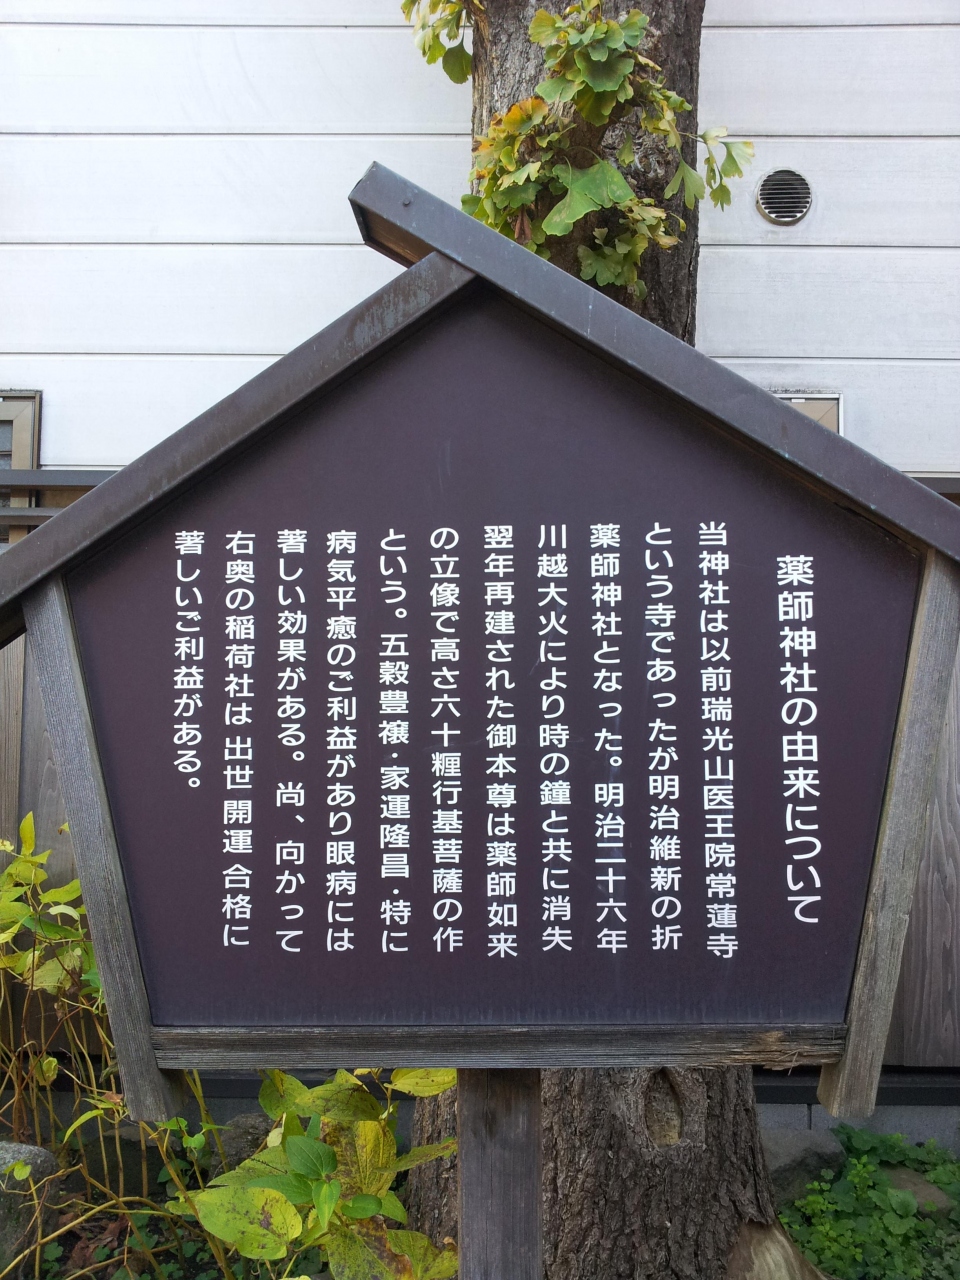 薬師神社の由来について
当神社は以前瑞光山医王院常蓮寺
という寺であったが明治維新の折
薬師神社となった。明治二十六年
川越大火により時の鐘と共に消失
翌年再建された御本尊は薬師如来
の立像で高さ六十糎行基菩薩の作
という。五穀豊穣・家運隆昌・特に
病気平癒のご利益があり眼病には
著しい効果がある。尚、向かって
右奥の稲荷社は出世開運合格に
著しいご利益がある。